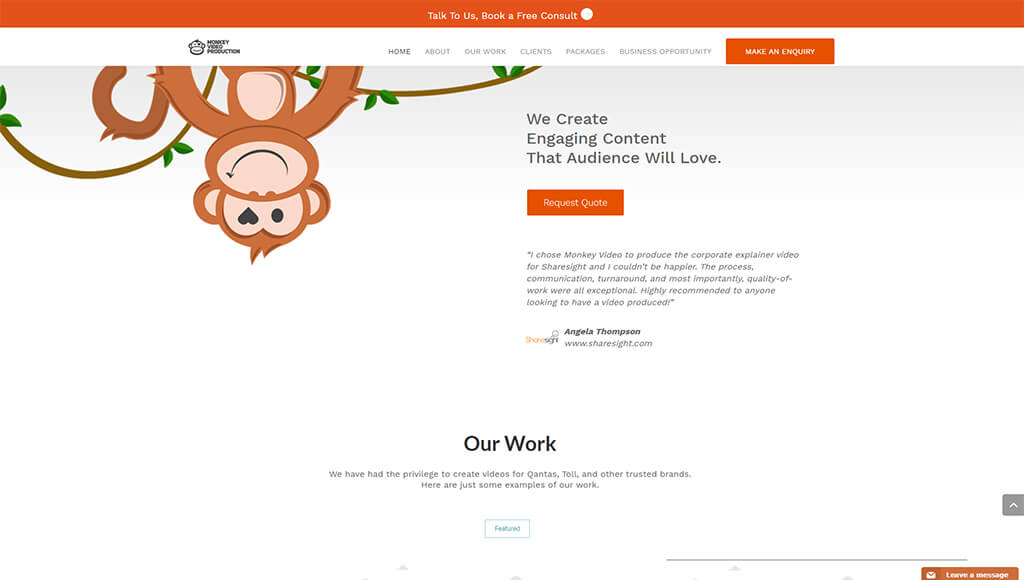 Talk To Us, Book a Free Consult
MONKEY
VIDEO
PRODUCTION
HOME ABOUT OUR WORK CLIENTS PACKAGES BUSINESS OPPORTUNITY MAKE AN ENQUIRY
We Create
Engaging Content
That Audience Will Love.
Request Quote
"I chose Monkey Video to produce the corporate explainer video
for Sharesight and I couldn't be happier. The process,
communication, turnaround, and most importantly, quality-of-
work were all exceptional. Highly recommended to anyone
looking to have a video produced!"
Sharesight
Angela Thompson
www.sharesight.com
Our Work
We have had the privilege to create videos for Qantas, Toll, and other trusted brands.
Here are just some examples of our work.
Featured
Leave a message